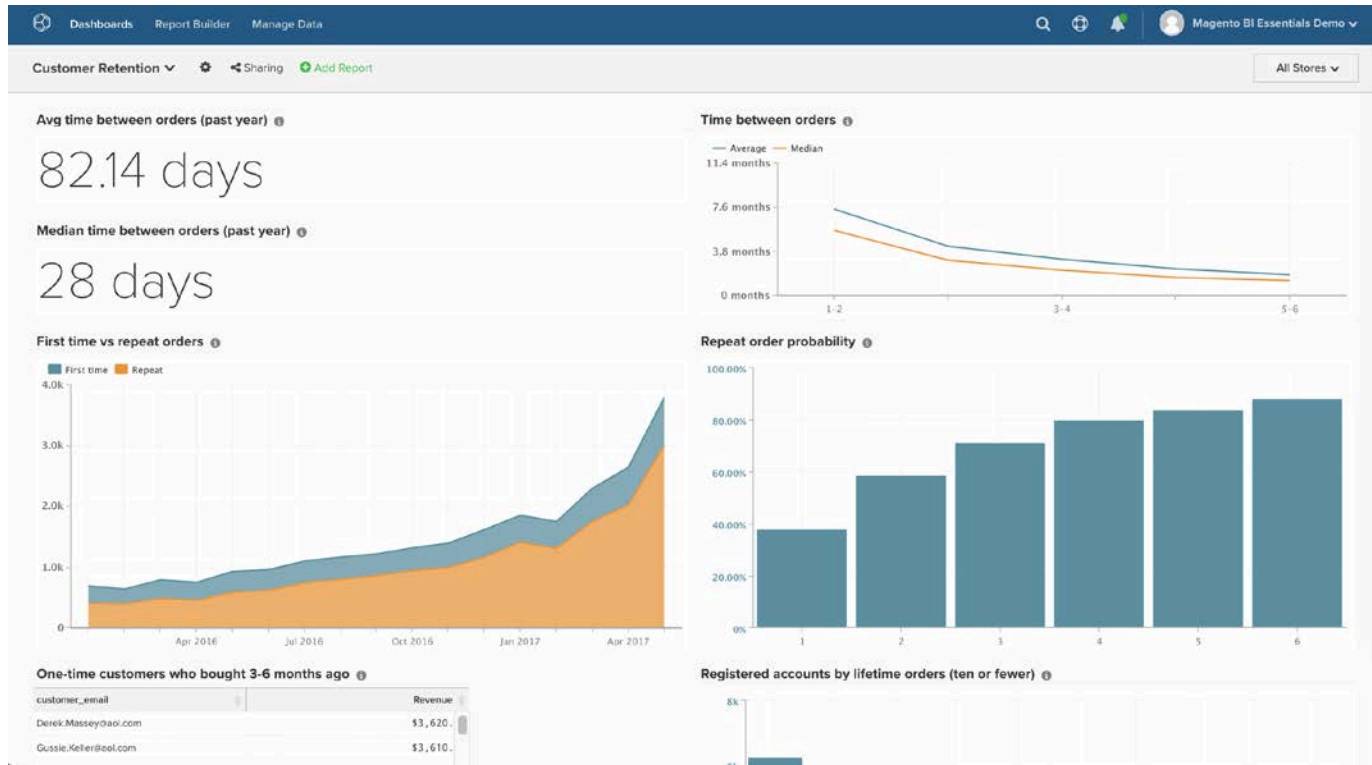 Dashboards Report Builder Manage Data Magento BI Essentials Demo
Customer Retention Sharing Add Report All Stores
Avg time between orders (past year)
82.14 days
Median time between orders (past year)
28 days
Time between orders
Average Median
11.4 months
7.6 months
3.8 months
0 months
1-2 3-4 5-6
First time vs repeat orders
First time Repeat
4.0k
3.0k
2.0k
1.0k
0
Apr 2016 Jul 2016 Oct 2016 Jan 2017 Apr 2017
Repeat order probability
100.00%
80.00%
60.00%
40.00%
20.00%
0%
1 2 3 4 5 6
One-time customers who bought 3-6 months ago
customer_email Revenue
Derek.Massey@aol.com $3,620.
Gussie.Keller@aol.com $3,610.
Registered accounts by lifetime orders (ten or fewer)
8k